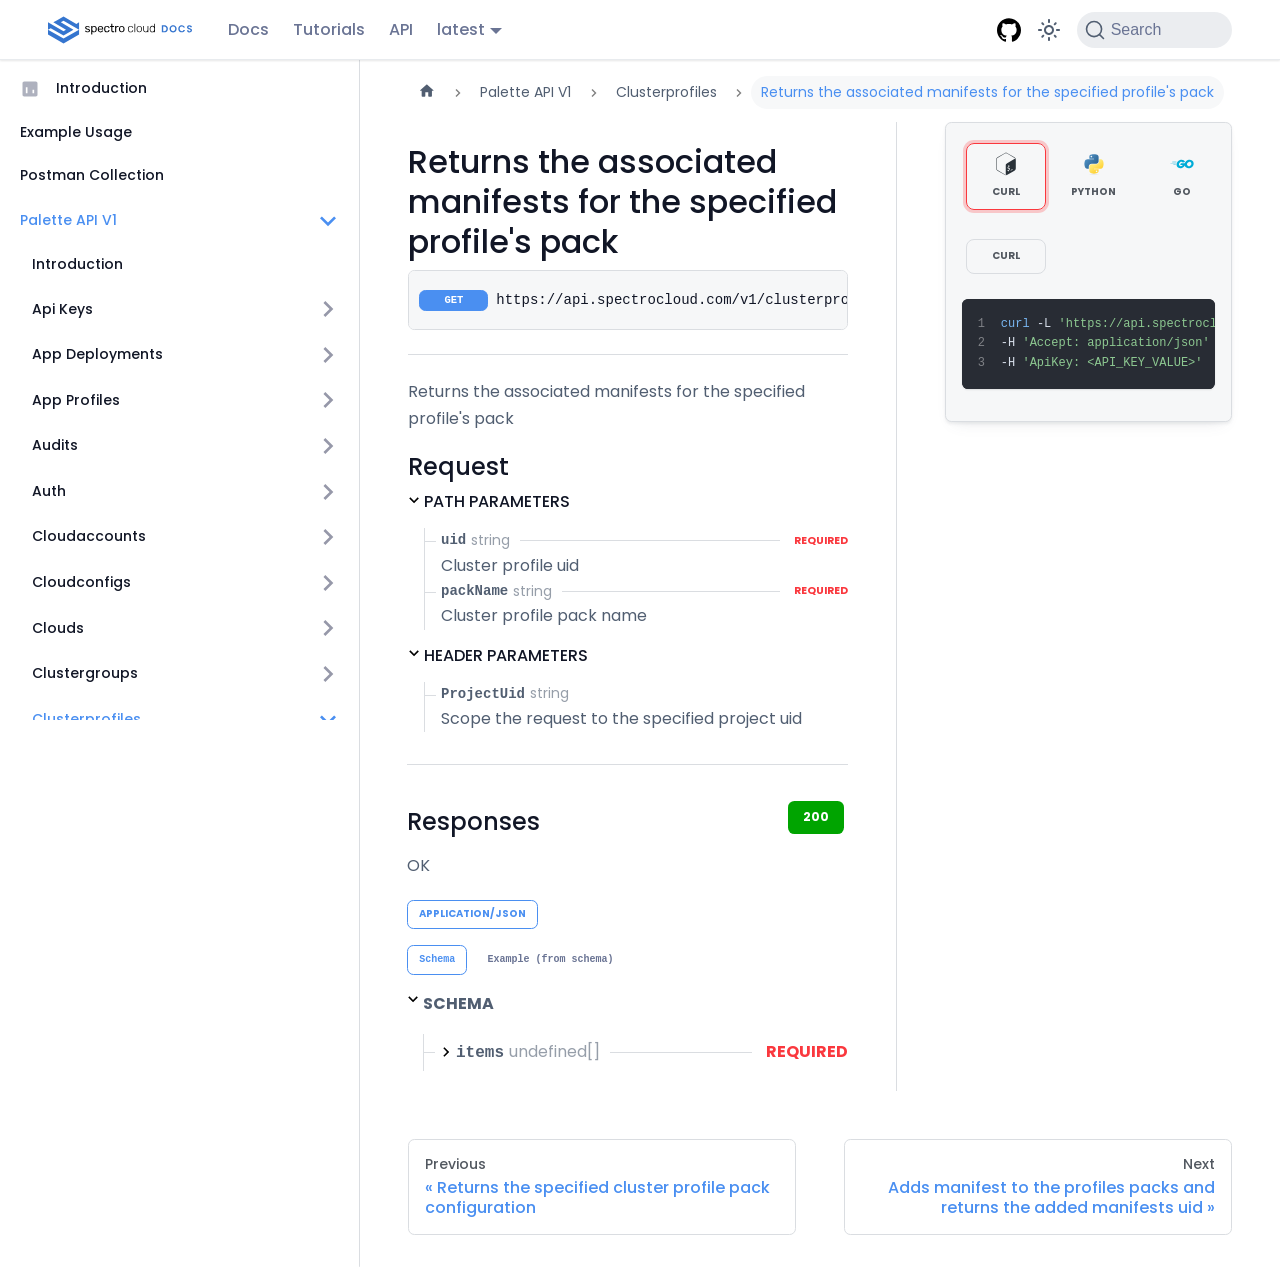 spectro cloud DOCS
Docs
Tutorials
API
latest
Search
Introduction
Example Usage
Postman Collection
Palette API V1
Introduction
Api Keys
App Deployments
App Profiles
Audits
Auth
Cloudaccounts
Cloudconfigs
Clouds
Clustergroups
Clusterprofiles
Palette API V1
Clusterprofiles
Returns the associated manifests for the specified profile's pack
Returns the associated
manifests for the specified
profile's pack
GET https://api.spectrocloud.com/v1/clusterpro
Returns the associated manifests for the specified
profile's pack
Request
PATH PARAMETERS
uid string REQUIRED
Cluster profile uid
packName string REQUIRED
Cluster profile pack name
HEADER PARAMETERS
ProjectUid string
Scope the request to the specified project uid
Responses
200
OK
APPLICATION/JSON
Schema
Example (from schema)
SCHEMA
items undefined[] REQUIRED
CURL
PYTHON
GO
CURL
1 curl -L 'https://api.spectrocl
2 -H 'Accept: application/json'
3 -H 'ApiKey: <API_KEY_VALUE>'
Previous
« Returns the specified cluster profile pack
configuration
Next
Adds manifest to the profiles packs and
returns the added manifests uid »